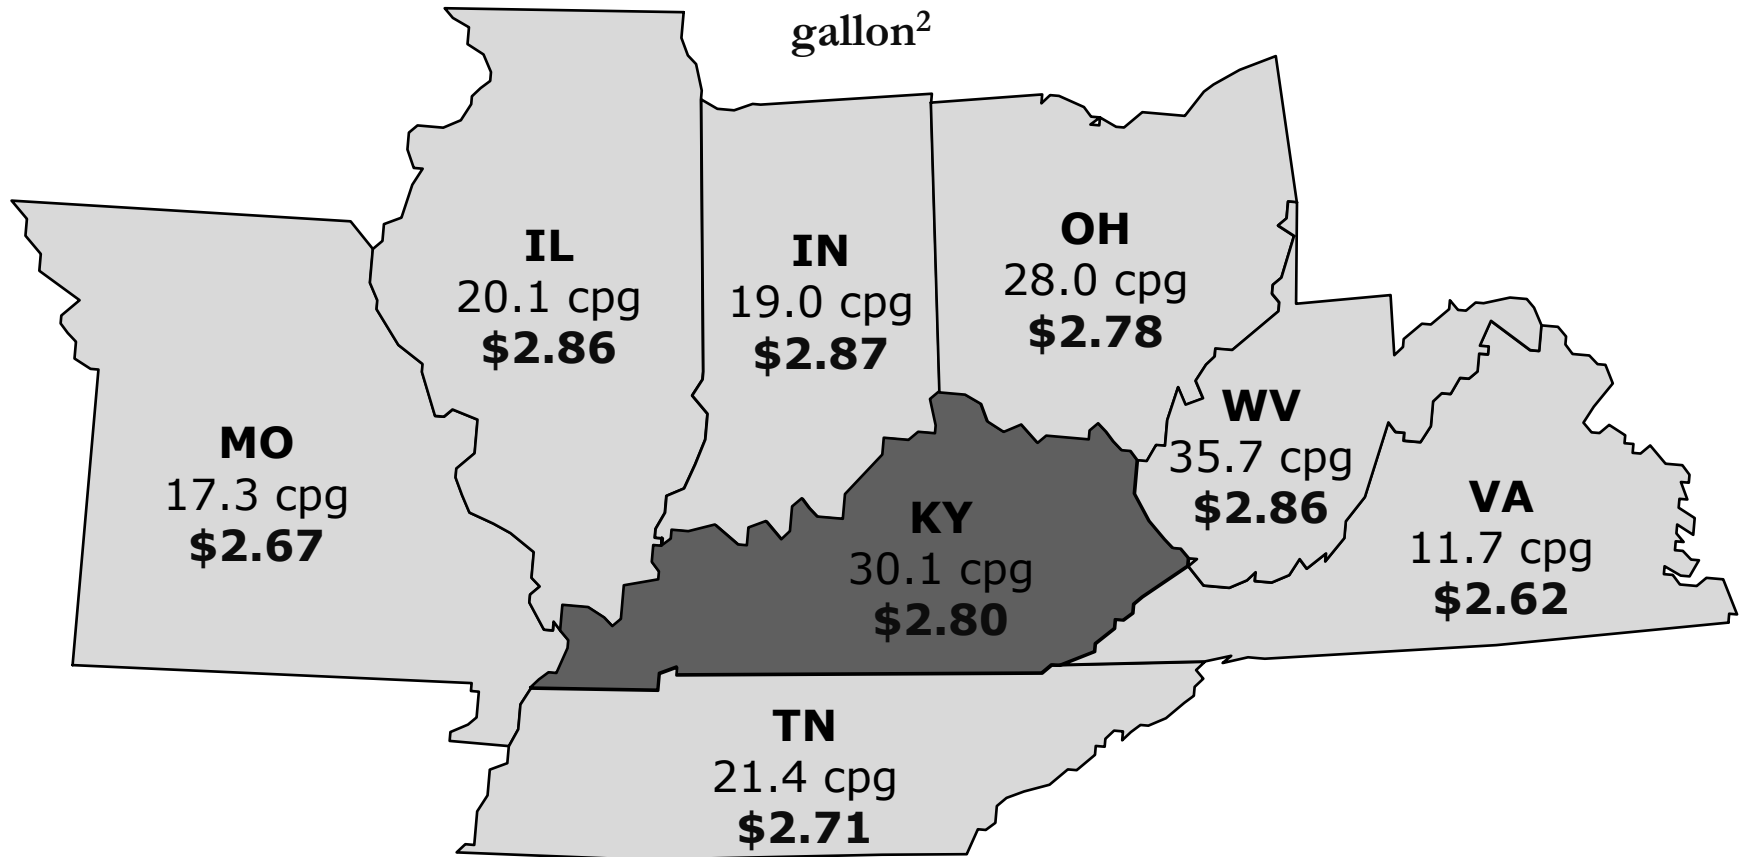 gallon²
IL
20.1 cpg
$2.86
IN
19.0 cpg
$2.87
OH
28.0 cpg
$2.78
MO
17.3 cpg
$2.67
WV
35.7 cpg
$2.86
KY
30.1 cpg
$2.80
VA
11.7 cpg
$2.62
TN
21.4 cpg
$2.71